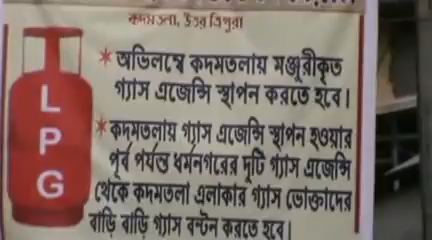 কদমতলা, উত্তর ত্রিপুরা
* অভিলম্বে কদমতলায় মঞ্জুরীকৃত
গ্যাস এজেন্সি স্থাপন করতে হবে।
* কদমতলায় গ্যাস এজেন্সি স্থাপন হওয়ার
পূর্ব পর্যন্ত ধর্মনগরের দুটি গ্যাস এজেন্সি
থেকে কদমতলা এলাকার গ্যাস ভোক্তাদের
বাড়ি বাড়ি গ্যাস বন্টন করতে হবে।
L
P
G